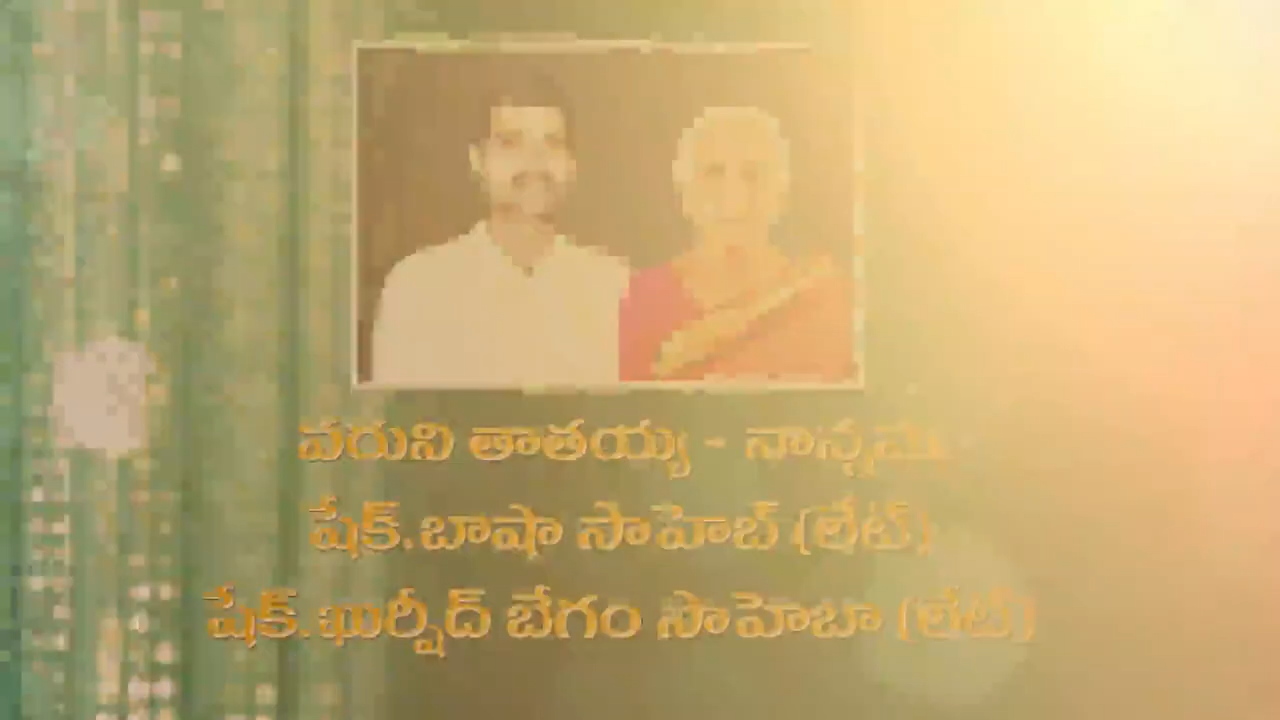 వరుని తాతయ్య - నాన్నమ్మ
షేక్.బాషా సాహెబ్ (లేట్)
షేక్.ఖుర్షీద్ బేగం సాహెబా (లేట్)